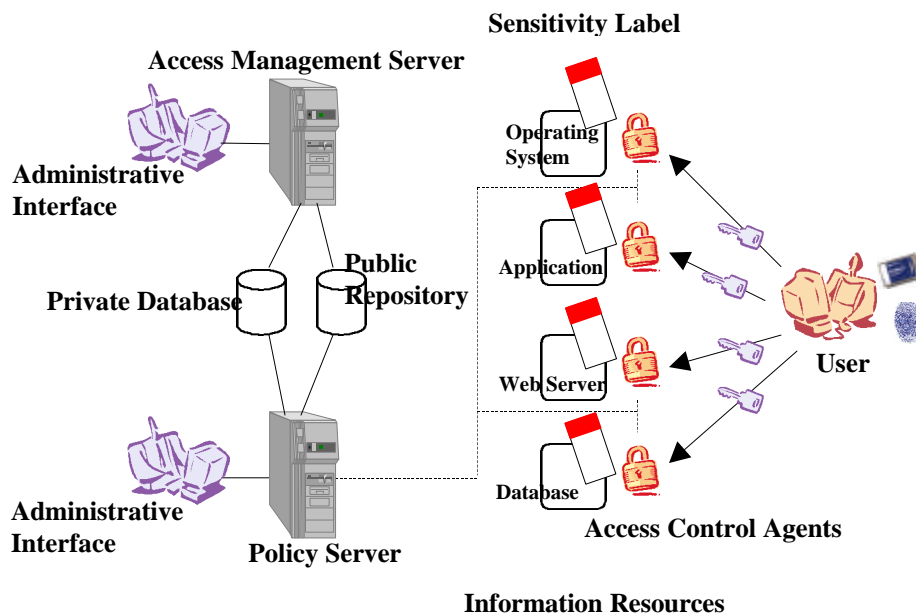 Sensitivity Label
Access Management Server
Operating
System
Administrative
Interface
Public
Repository
Private Database
Application
User
Web Server
Database
Access Control Agents
Administrative
Interface
Policy Server
Information Resources